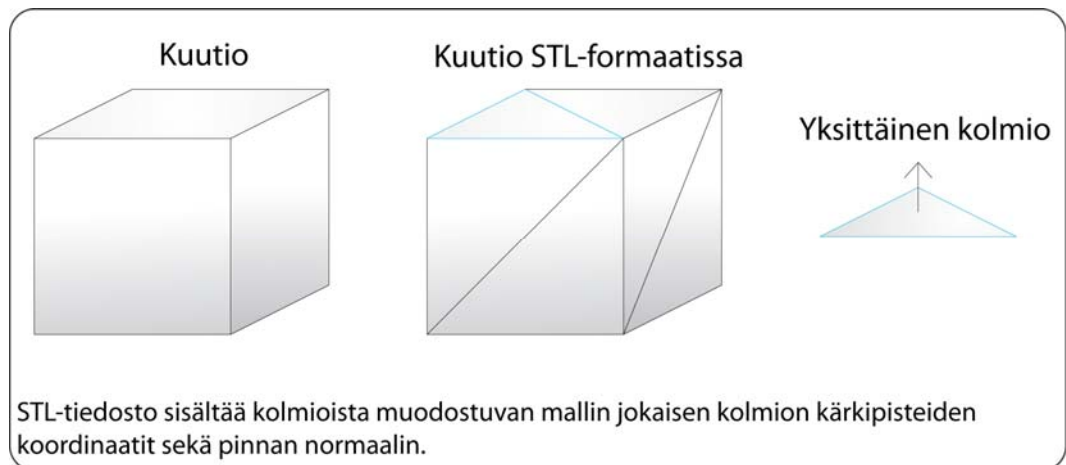 Kuutio
Kuutio STL-formaatissa
Yksittäinen kolmio
STL-tiedosto sisältää kolmioista muodostuvan mallin jokaisen kolmion kärkipisteiden
koordinaatit sekä pinnan normaalin.